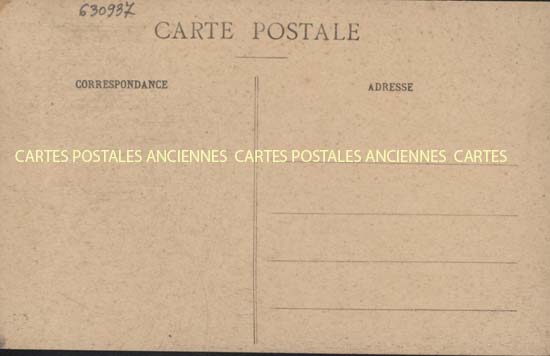 630937
CARTE POSTALE
CORRESPONDANCE
ADRESSE
CARTES POSTALES ANCIENNES CARTES POSTALES ANCIENNES CARTES